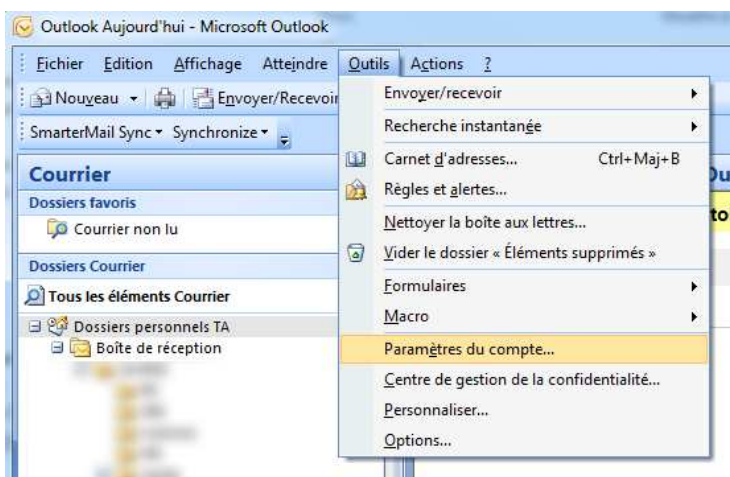 Outlook Aujourd'hui - Microsoft Outlook
Fichier Edition Affichage Atteindre Outils Actions ?
Nouveau Envoyer/Recevoir
SmarterMail Sync Synchronize
Courrier
Dossiers favoris
Courrier non lu
Dossiers Courrier
Tous les éléments Courrier
Dossiers personnels TA
Boîte de réception
Envoyer/recevoir
Recherche instantanée
Carnet d'adresses... Ctrl+Maj+B
Règles et alertes...
Nettoyer la boîte aux lettres...
Vider le dossier « Éléments supprimés »
Formulaires
Macro
Paramètres du compte...
Centre de gestion de la confidentialité...
Personnaliser...
Options...